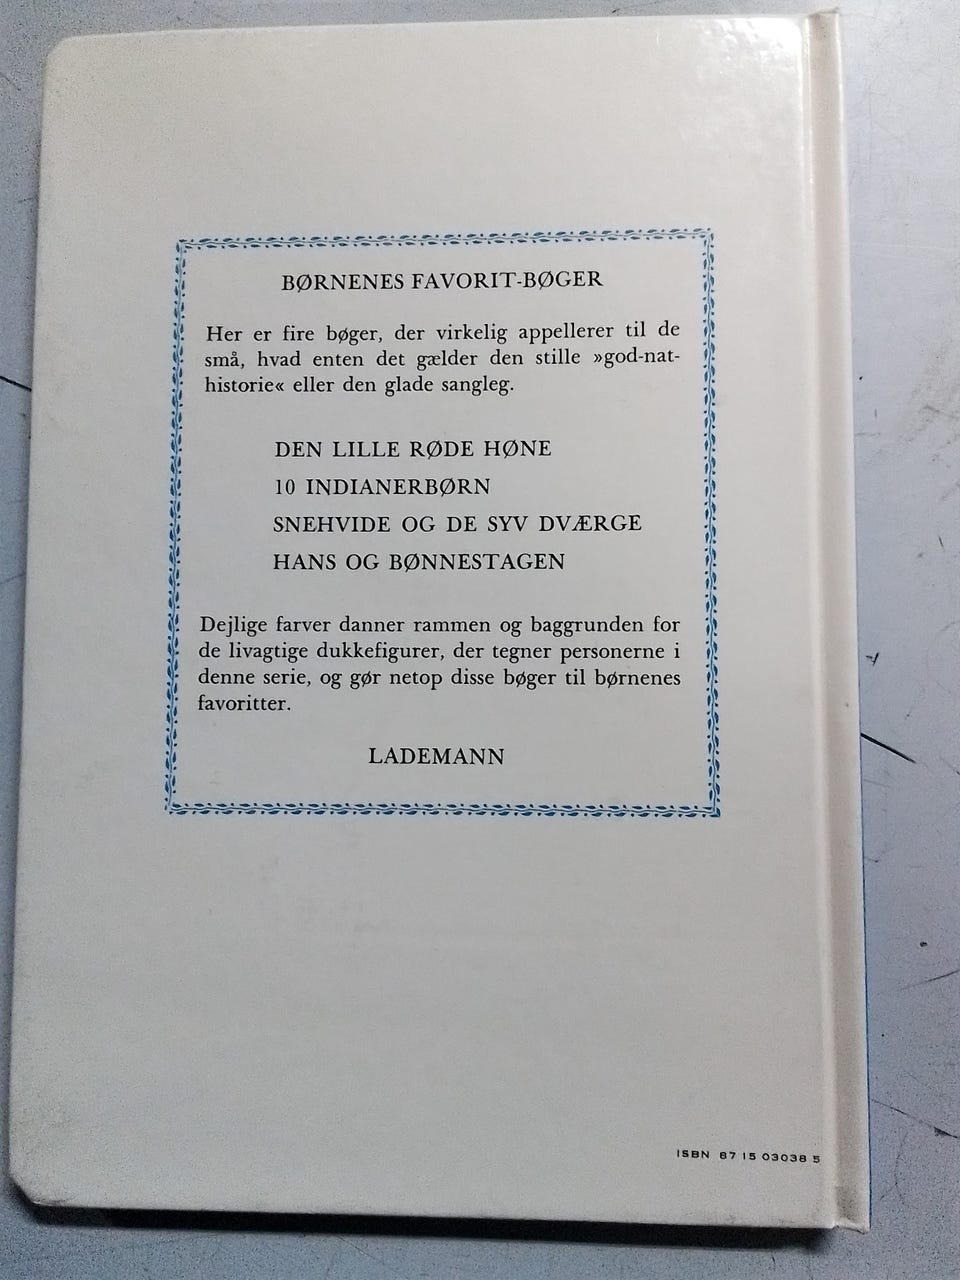 BØRNENES FAVORIT-BØGER
Her er fire bøger, der virkelig appellerer til de
små, hvad enten det gælder den stille »god-nat-
historie« eller den glade sangleg.
DEN LILLE RØDE HØNE
10 INDIANERBØRN
SNEHVIDE OG DE SYV DVÆRGE
HANS OG BØNNESTAGEN
Dejlige farver danner rammen og baggrunden for
de livagtige dukkefigurer, der tegner personerne i
denne serie, og gør netop disse bøger til børnenes
favoritter.
LADEMANN
ISBN 87 15 03038 5